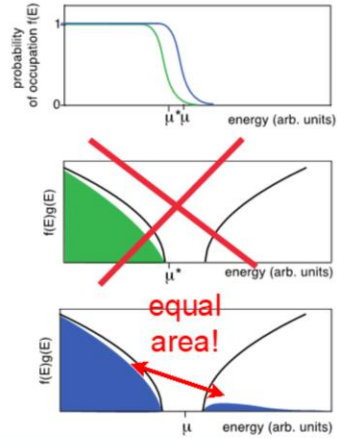 probability
of occupation f(E)
1
0
μ* μ
energy (arb. units)
f(E)g(E)
μ*
energy (arb. units)
equal
area!
f(E)g(E)
μ
energy (arb. units)